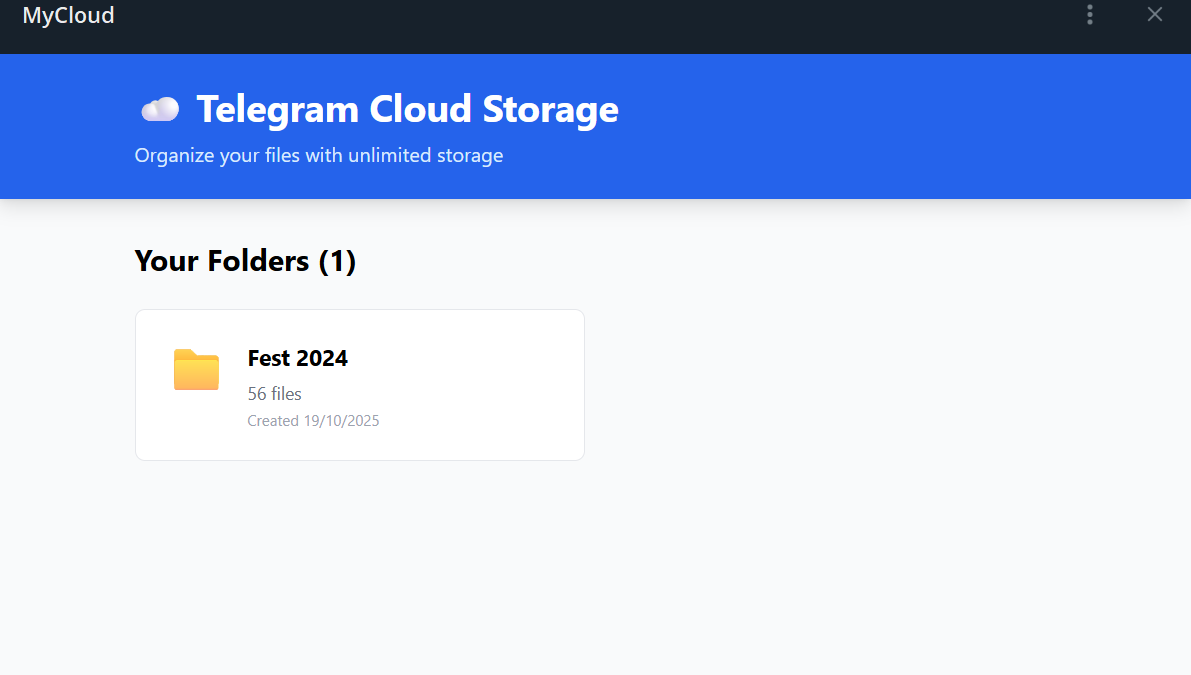 MyCloud
Telegram Cloud Storage
Organize your files with unlimited storage
Your Folders (1)
Fest 2024
56 files
Created 19/10/2025